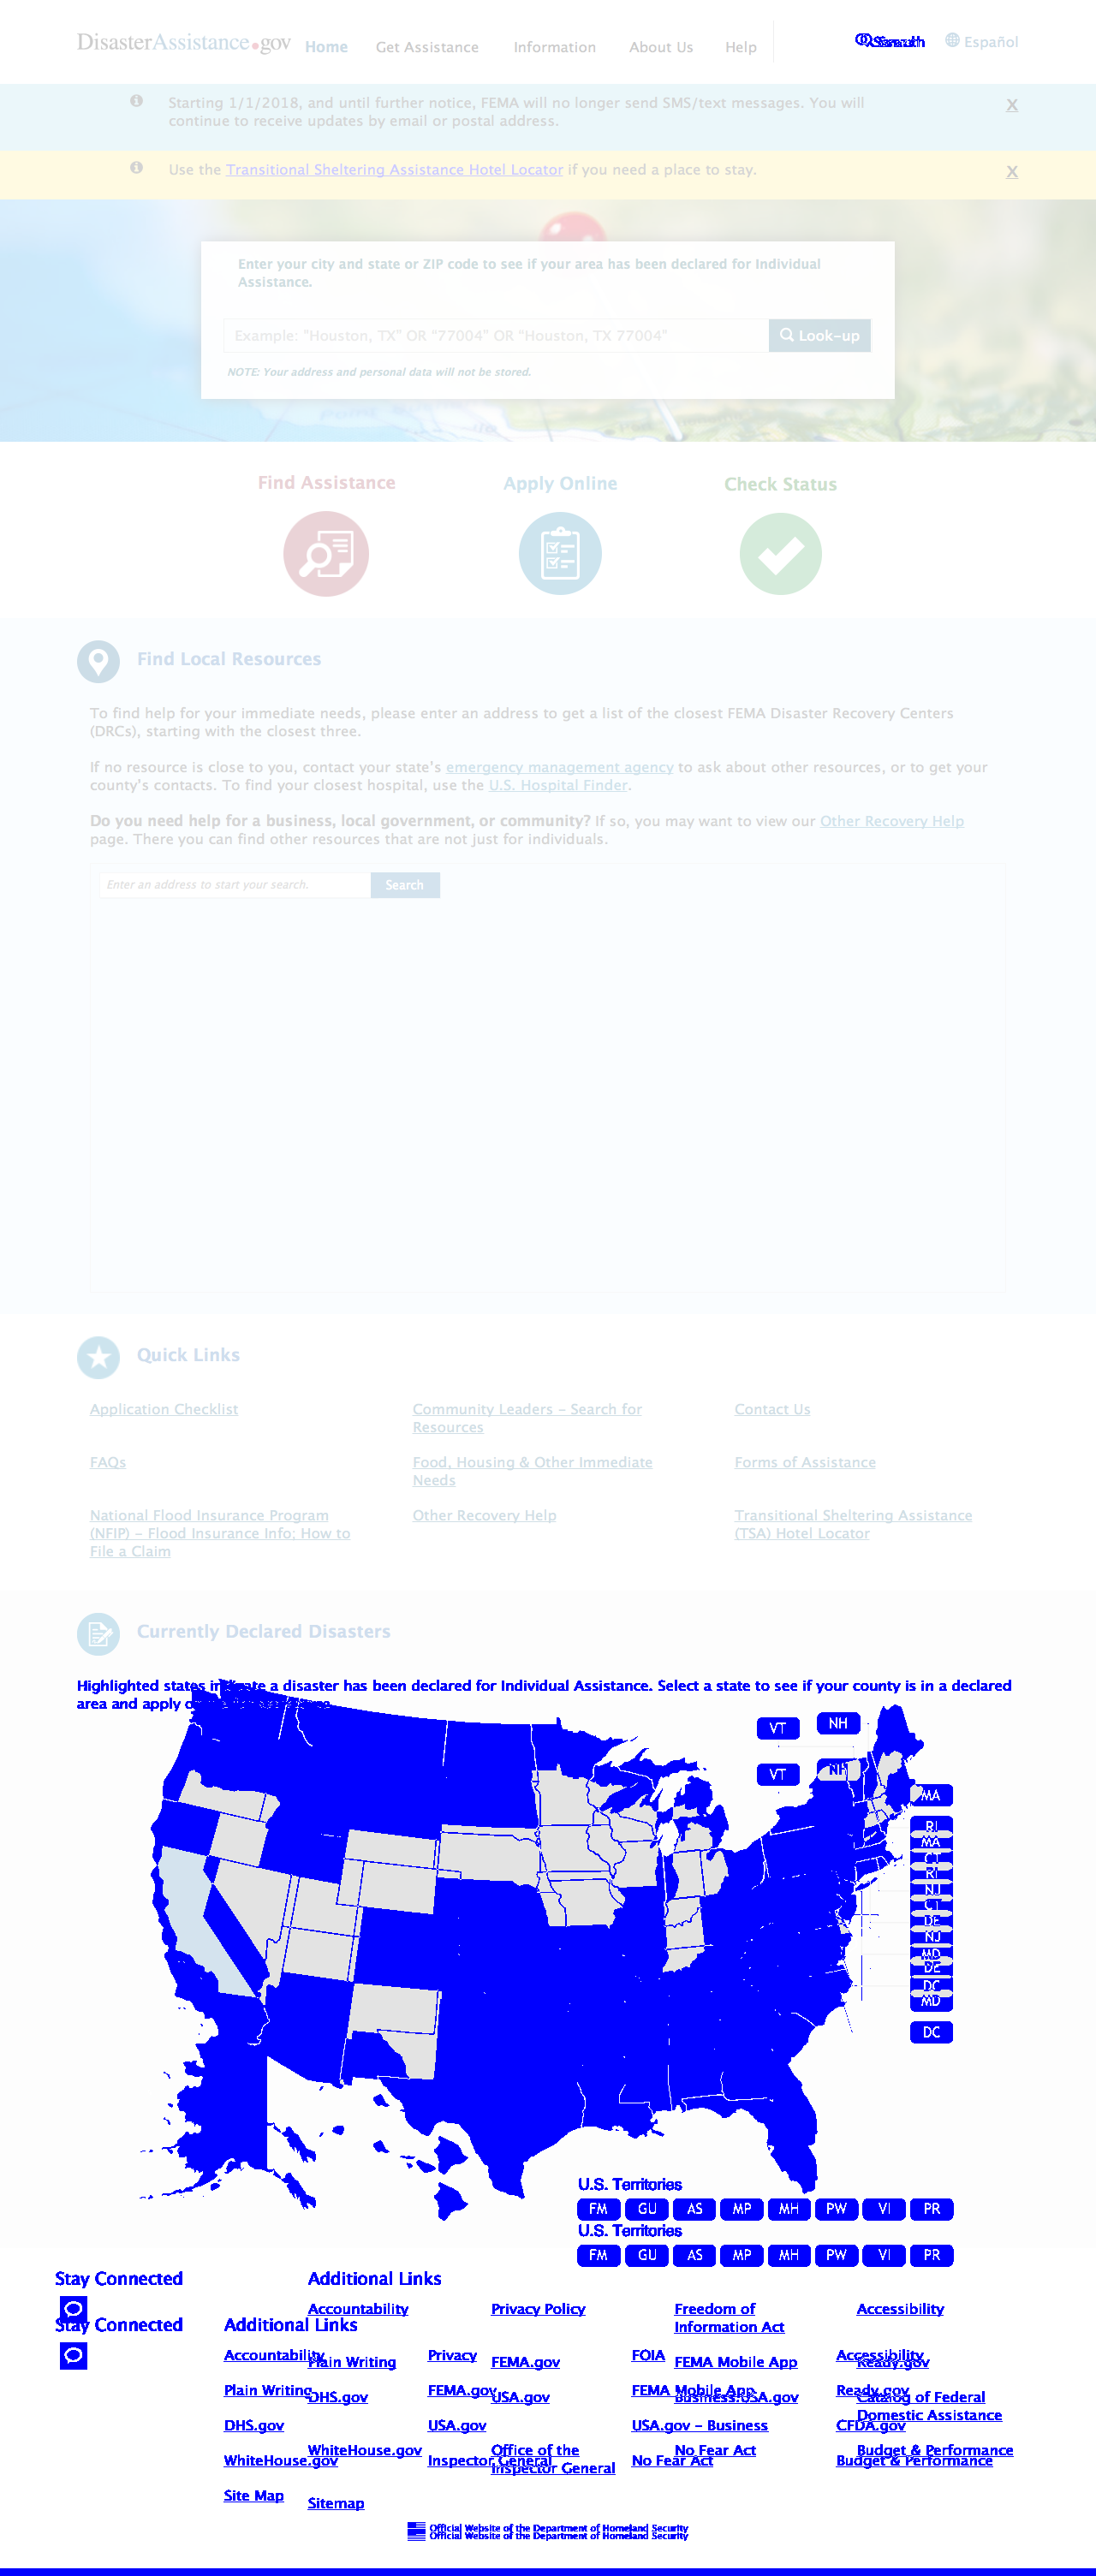 DisasterAssistance.gov Home Get Assistance Information About Us Help Search Español
Starting 1/1/2018, and until further notice, FEMA will no longer send SMS/text messages. You will
continue to receive updates by email or postal address.
X
Use the Transitional Sheltering Assistance Hotel Locator if you need a place to stay.
X
Enter your city and state or ZIP code to see if your area has been declared for Individual
Assistance.
Example: "Houston, TX" OR "77004" OR "Houston, TX 77004"
Look-up
NOTE: Your address and personal data will not be stored.
Find Assistance Apply Online Check Status
Find Local Resources
To find help for your immediate needs, please enter an address to get a list of the closest FEMA Disaster Recovery Centers
(DRCs), starting with the closest three.
If no resource is close to you, contact your state's emergency management agency to ask about other resources, or to get your
county's contacts. To find your closest hospital, use the U.S. Hospital Finder.
Do you need help for a business, local government, or community? If so, you may want to view our Other Recovery Help
page. There you can find other resources that are not just for individuals.
Enter an address to start your search. Search
Quick Links
Application Checklist Community Leaders - Search for Contact Us
Resources
FAQs Food, Housing & Other Immediate Forms of Assistance
Needs
National Flood Insurance Program Other Recovery Help Transitional Sheltering Assistance
(NFIP) - Flood Insurance Info; How to (TSA) Hotel Locator
File a Claim
Currently Declared Disasters
Highlighted states indicate a disaster has been declared for Individual Assistance. Select a state to see if your county is in a declared
area and apply
VT NH
VT NH
MA
RI
MA
CT
RI
NJ
CT
DE
NJ
MD
DE
DC
MD
DC
U.S. Territories
FM GU AS MP MH PW VI PR
U.S. Territories
FM GU AS MP MH PW VI PR
Stay Connected Additional Links
Accountability Privacy Policy Freedom of Accessibility
Information Act
Stay Connected Additional Links
Accountability Privacy FOIA Accessibility
Plain Writing FEMA.gov FEMA Mobile App Ready.gov
Plain Writing FEMA.gov FEMA Mobile App Ready.gov
DHS.gov USA.gov Business.USA.gov Catalog of Federal
Domestic Assistance
DHS.gov USA.gov USA.gov - Business CFDA.gov
WhiteHouse.gov Office of the No Fear Act Budget & Performance
Inspector General
WhiteHouse.gov Inspector General No Fear Act Budget & Performance
Site Map
Sitemap
Official Website of the Department of Homeland Security
Official Website of the Department of Homeland Security